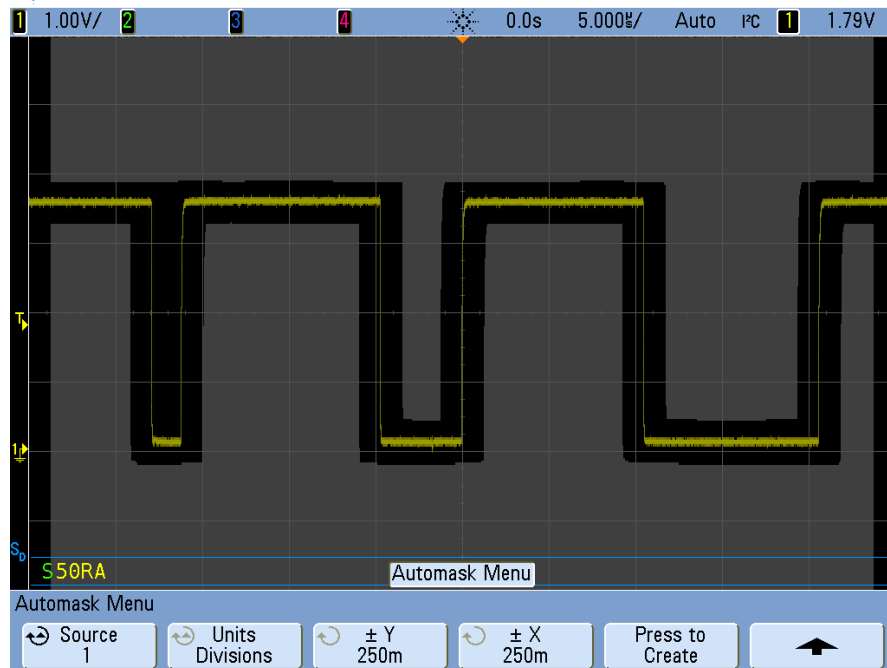 1 1.00V/ 2 3 4 0.0s 5.000㎲/ Auto I²C 1 1.79V
T
1
SD
S50RA
Automask Menu
Automask Menu
Source Units ± Y ± X Press to
1 Divisions 250m 250m Create